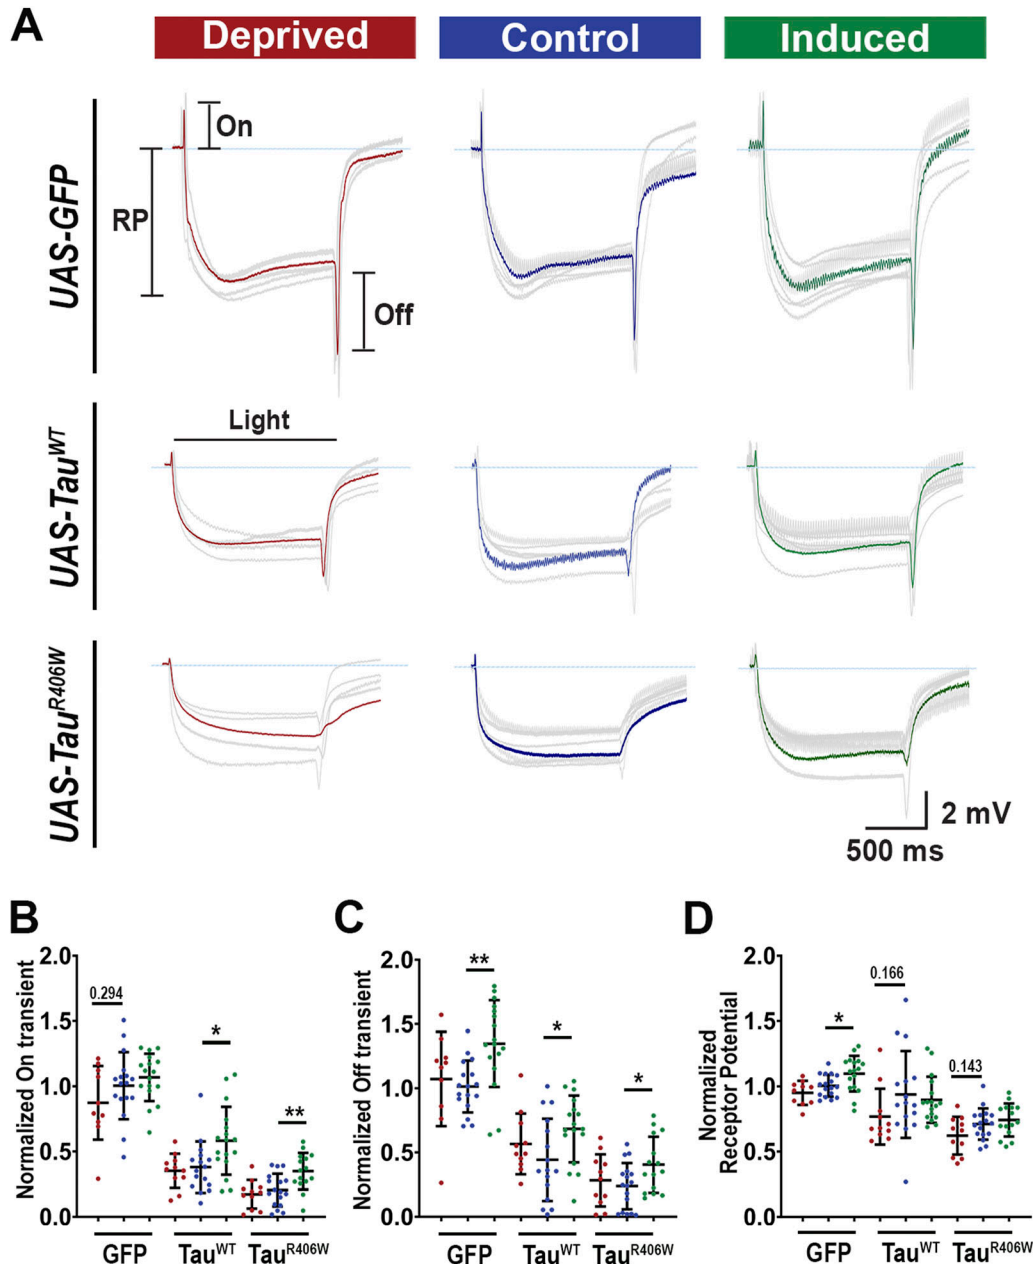 A
Deprived Control Induced
UAS-GFP
On
RP
Off
UAS-Tau^WT
Light
UAS-Tau^R406W
2 mV
500 ms
B
Normalized On transient
2.0
1.5
1.0
0.5
0.0
0.294
*
**
GFP Tau^WT Tau^R406W
C
Normalized Off transient
2.0
1.5
1.0
0.5
0.0
**
*
*
GFP Tau^WT Tau^R406W
D
Normalized
Receptor Potential
2.0
1.5
1.0
0.5
0.0
*
0.166
0.143
GFP Tau^WT Tau^R406W